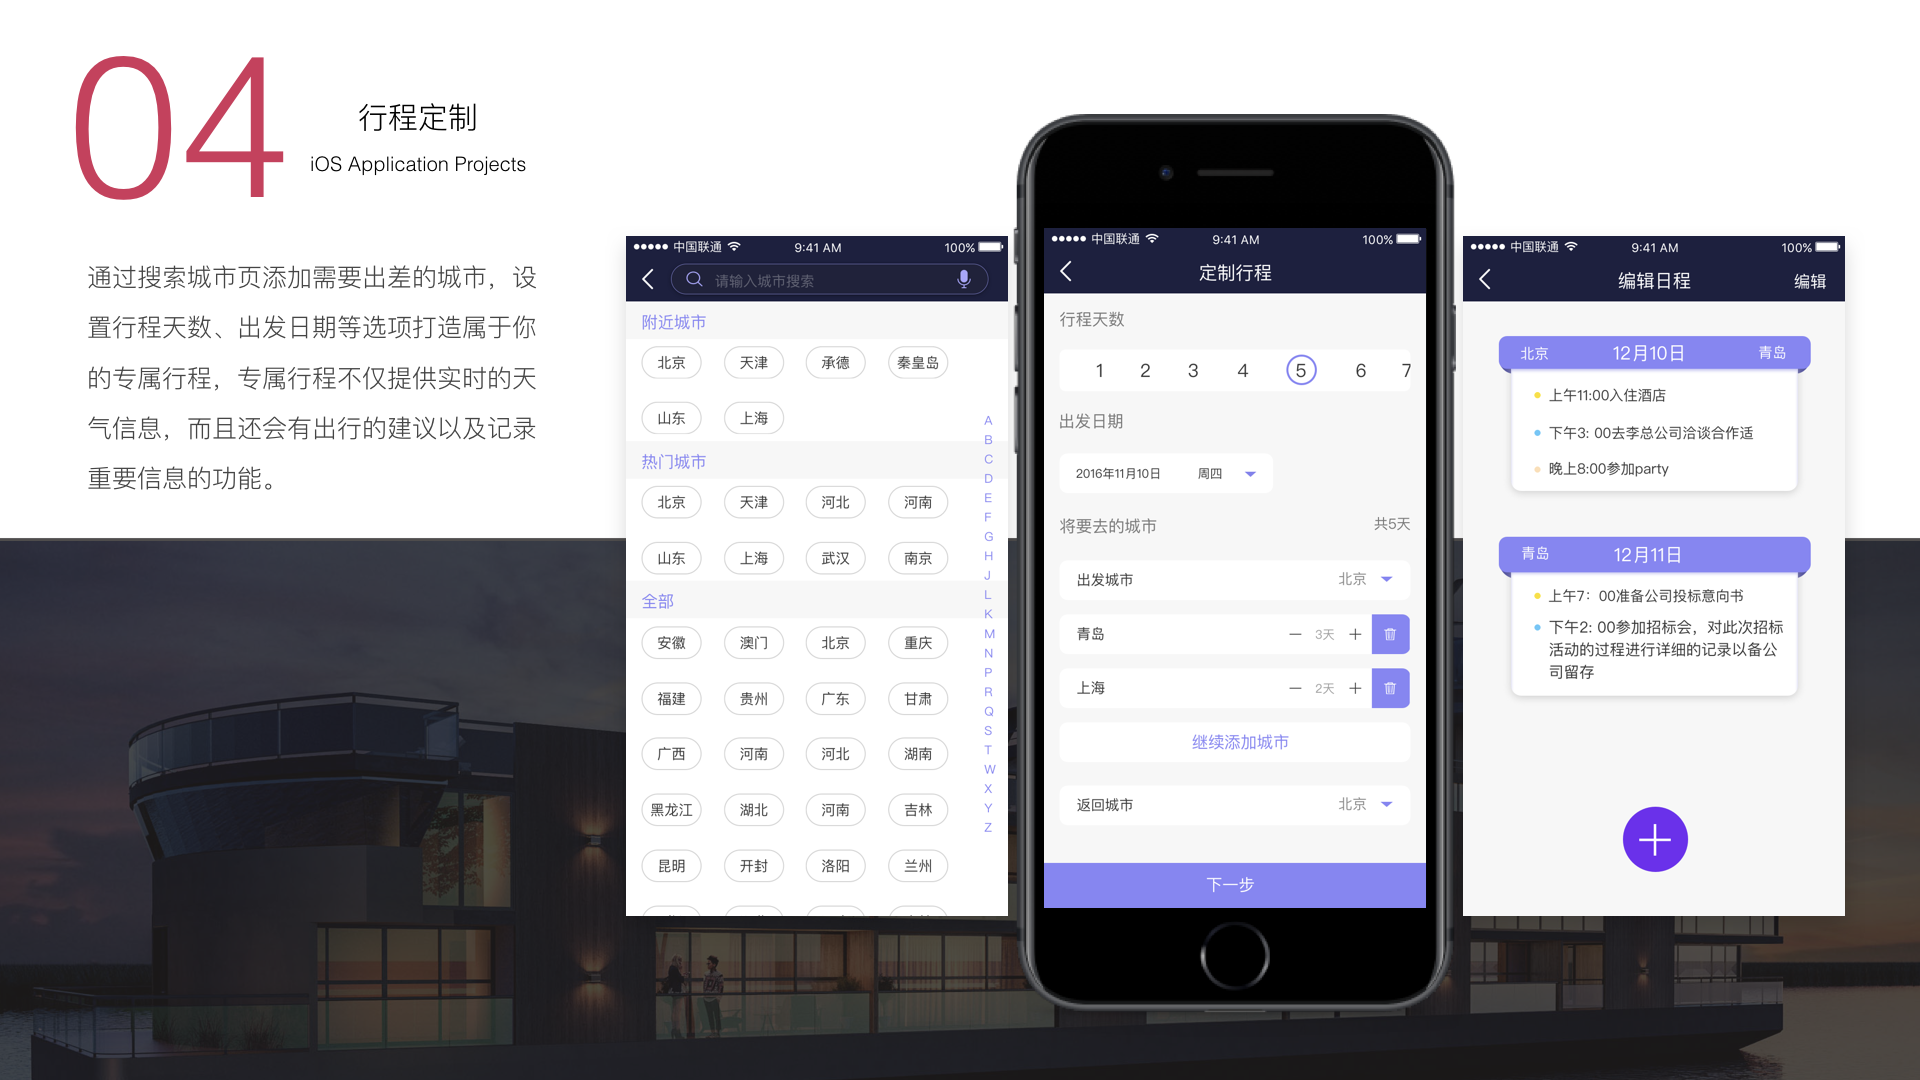 04
行程定制
iOS Application Projects
通过搜索城市页添加需要出差的城市，设
置行程天数、出发日期等选项打造属于你
的专属行程，专属行程不仅提供实时的天
气信息，而且还会有出行的建议以及记录
重要信息的功能。
中国联通 9:41 AM 100%
请输入城市搜索
附近城市
北京 天津 承德 秦皇岛
山东 上海
热门城市
北京 天津 河北 河南
山东 上海 武汉 南京
全部
安徽 澳门 北京 重庆
福建 贵州 广东 甘肃
广西 河南 河北 湖南
黑龙江 湖北 河南 吉林
昆明 开封 洛阳 兰州
A
B
C
D
E
F
G
H
J
L
K
M
N
P
R
Q
S
T
W
X
Y
Z
中国联通 9:41 AM 100%
定制行程
行程天数
1 2 3 4 5 6 7
出发日期
2016年11月10日 周四
将要去的城市 共5天
出发城市 北京
青岛 3天
上海 2天
继续添加城市
返回城市 北京
下一步
中国联通 9:41 AM 100%
编辑日程 编辑
北京 12月10日 青岛
上午11:00入住酒店
下午3: 00去李总公司洽谈合作适
晚上8:00参加party
青岛 12月11日
上午7：00准备公司投标意向书
下午2: 00参加招标会，对此次招标
活动的过程进行详细的记录以备公
司留存